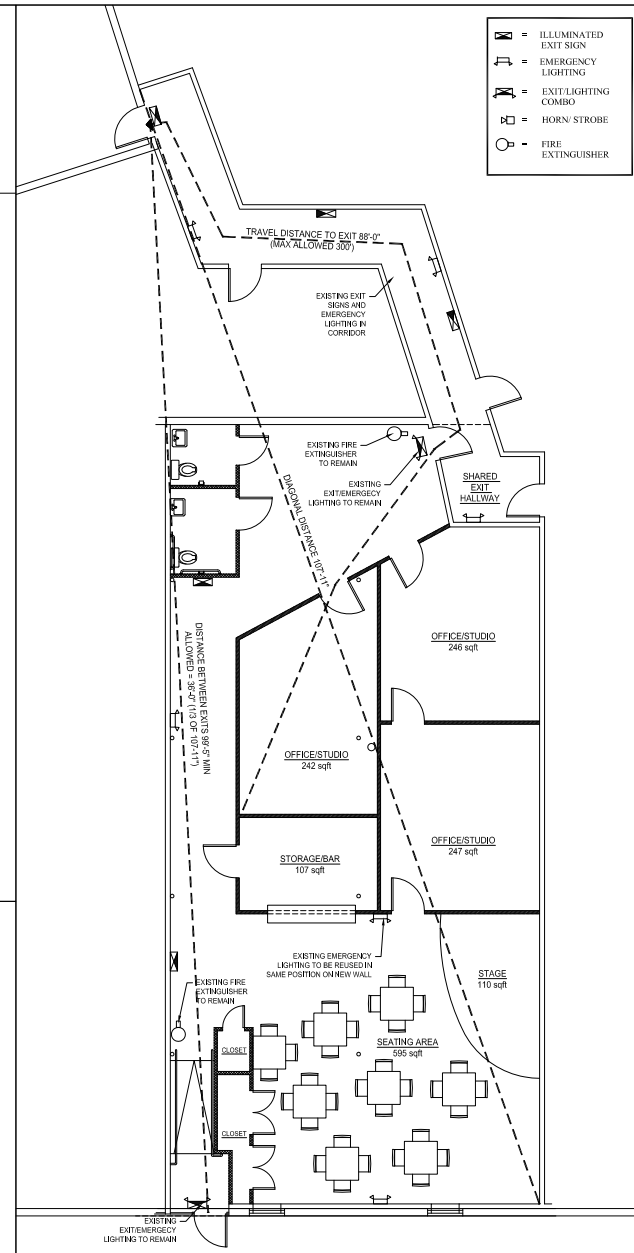 = ILLUMINATED
EXIT SIGN
= EMERGENCY
LIGHTING
= EXIT/LIGHTING
COMBO
= HORN/ STROBE
= FIRE
EXTINGUISHER
TRAVEL DISTANCE TO EXIT 88'-0"
(MAX ALLOWED 300')
EXISTING EXIT
SIGNS AND
EMERGENCY
LIGHTING IN
CORRIDOR
EXISTING FIRE
EXTINGUISHER
TO REMAIN
EXISTING
EXIT/EMERGECY
LIGHTING TO REMAIN
SHARED
EXIT
HALLWAY
DIAGONAL DISTANCE 107'-11"
DISTANCE BETWEEN EXITS 99'-5" MIN
ALLOWED = 36'-0" (1/3 OF 107'-11")
OFFICE/STUDIO
246 sqft
OFFICE/STUDIO
242 sqft
OFFICE/STUDIO
247 sqft
STORAGE/BAR
107 sqft
EXISTING EMERGENCY
LIGHTING TO BE REUSED IN
SAME POSITION ON NEW WALL
STAGE
110 sqft
EXISTING FIRE
EXTINGUISHER
TO REMAIN
SEATING AREA
595 sqft
CLOSET
CLOSET
EXISTING
EXIT/EMERGECY
LIGHTING TO REMAIN